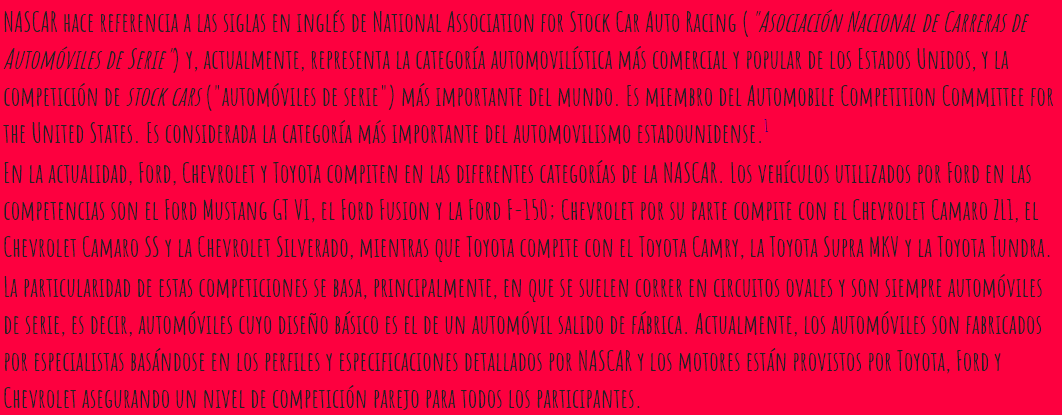 NASCAR hace referencia a las siglas en inglés de National Association for Stock Car Auto Racing ("Asociación Nacional de Carreras de
Automóviles de Serie") y, actualmente, representa la categoría automovilística más comercial y popular de los Estados Unidos, y la
competición de stock cars ("automóviles de serie") más importante del mundo. Es miembro del Automobile Competition Committee for
the United States. Es considerada la categoría más importante del automovilismo estadounidense.1
En la actualidad, Ford, Chevrolet y Toyota compiten en las diferentes categorías de la NASCAR. Los vehículos utilizados por Ford en las
competencias son el Ford Mustang GT VI, el Ford Fusion y la Ford F-150; Chevrolet por su parte compite con el Chevrolet Camaro ZL1, el
Chevrolet Camaro SS y la Chevrolet Silverado, mientras que Toyota compite con el Toyota Camry, la Toyota Supra MKV y la Toyota Tundra.
La particularidad de estas competiciones se basa, principalmente, en que se suelen correr en circuitos ovales y son siempre automóviles
de serie, es decir, automóviles cuyo diseño básico es el de un automóvil salido de fábrica. Actualmente, los automóviles son fabricados
por especialistas basándose en los perfiles y especificaciones detallados por NASCAR y los motores están provistos por Toyota, Ford y
Chevrolet asegurando un nivel de competición parejo para todos los participantes.